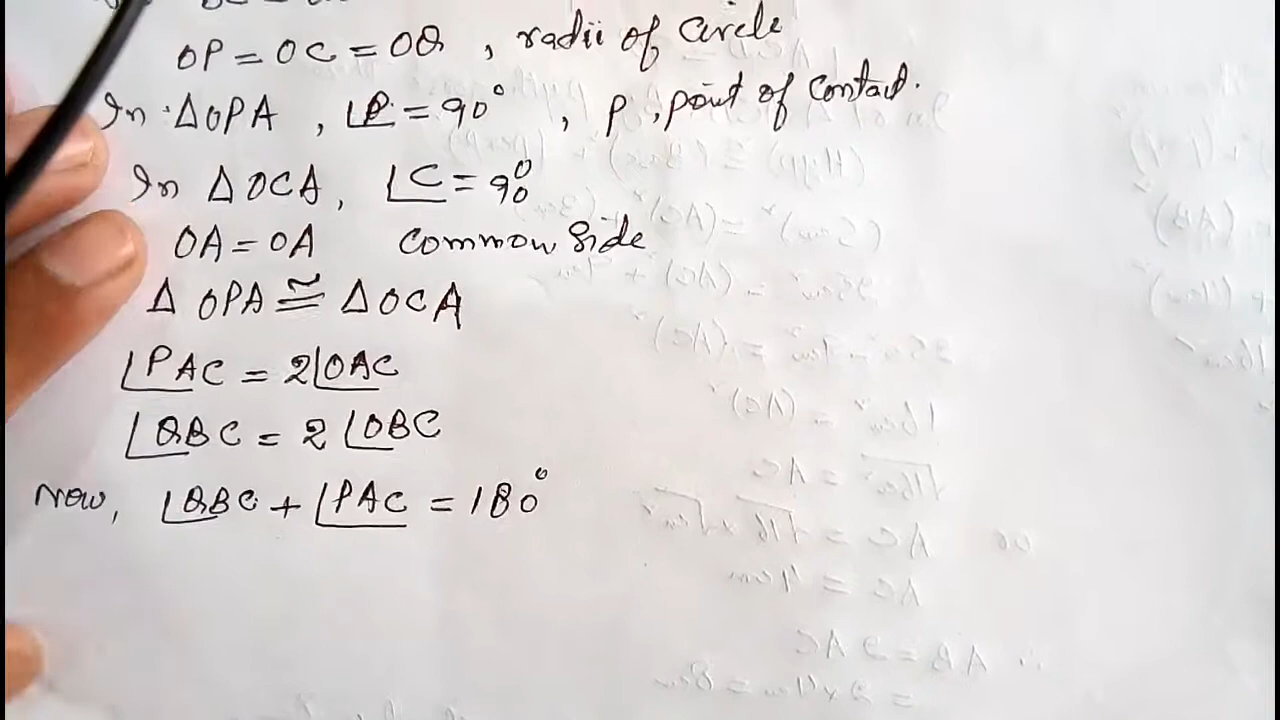 OP = OC = OQ , radii of circle
In ΔOPA , ∠P = 90° , P, point of contact.
In ΔOCA, ∠C = 90°
OA = OA common side
Δ OPA ≅ ΔOCA
∠PAC = 2∠OAC
∠QBC = 2 ∠OBC
Now, ∠QBC + ∠PAC = 180°